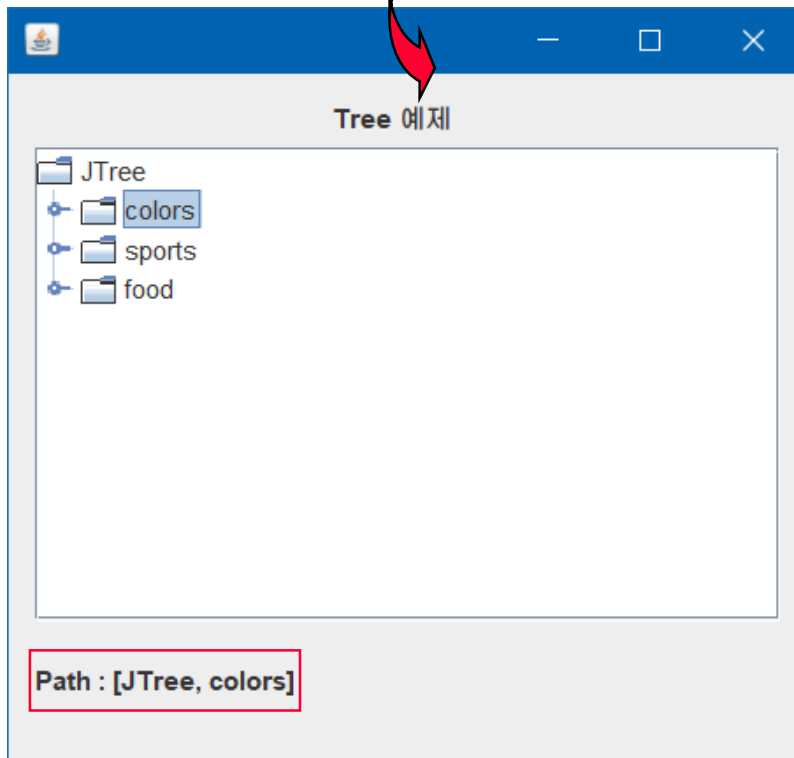 Tree 예제
JTree
colors
sports
food
Path : [JTree, colors]